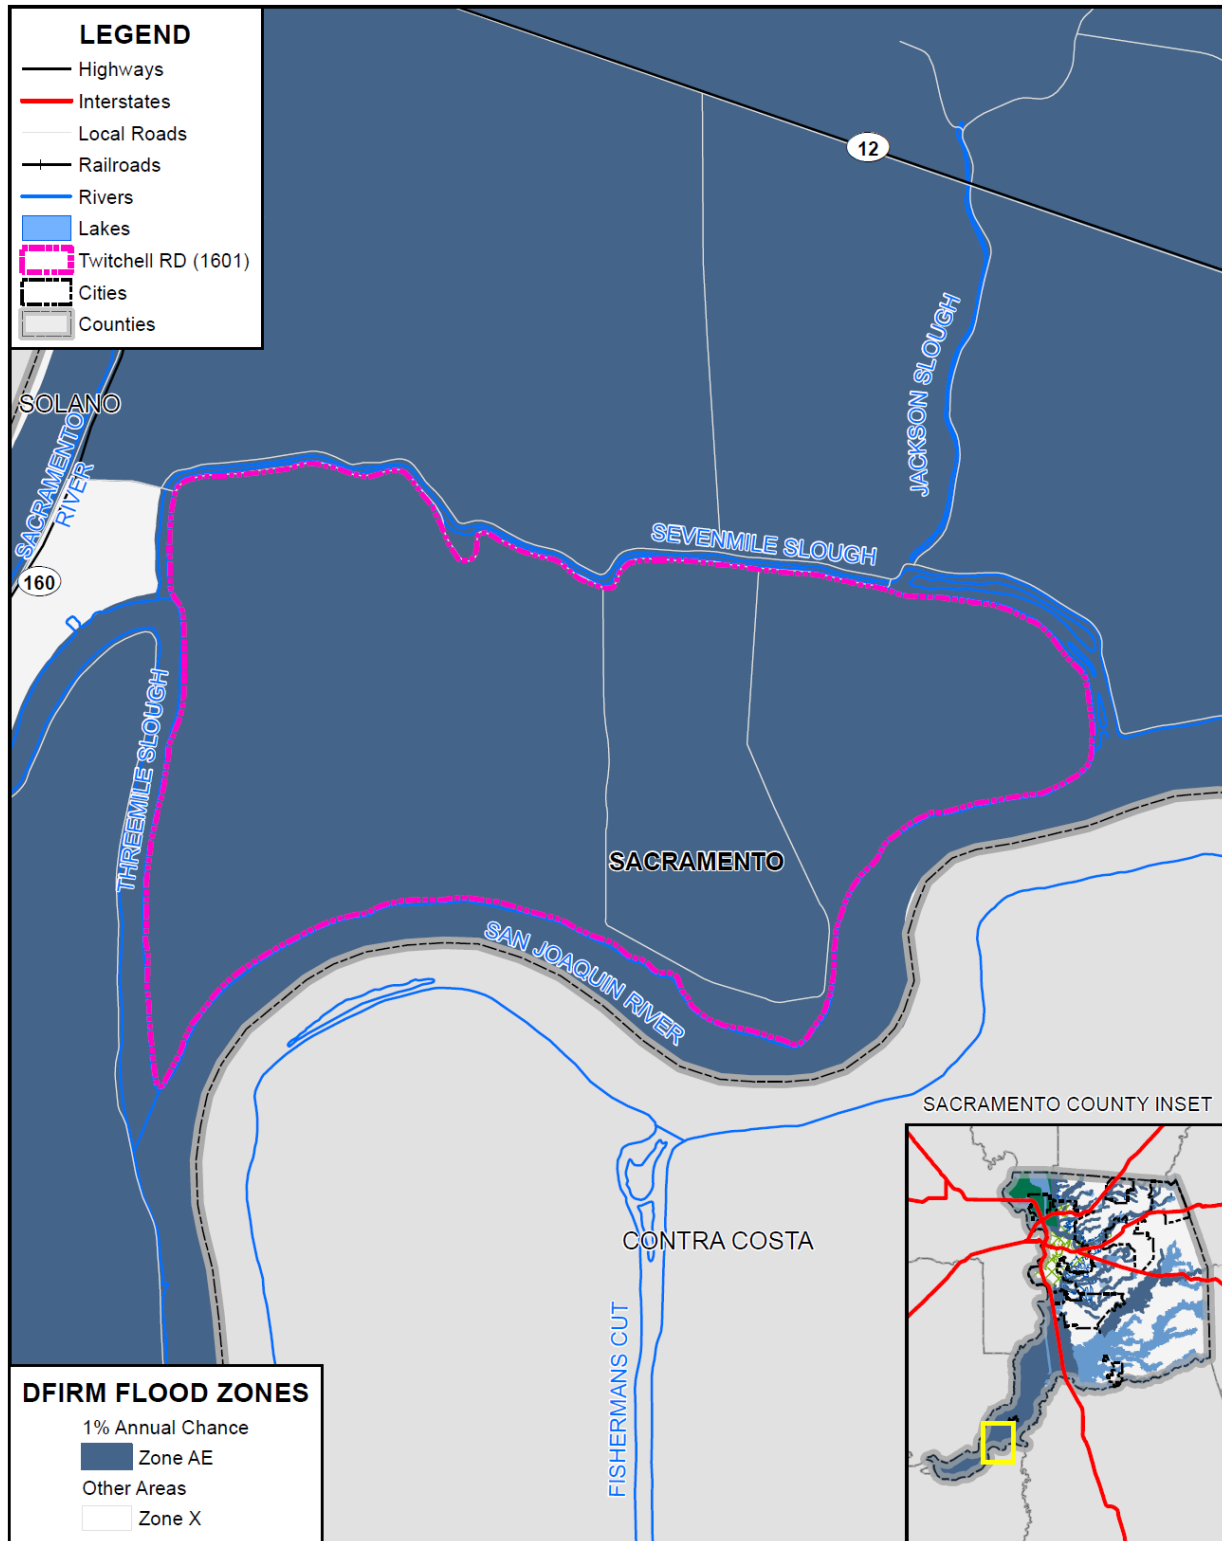 LEGEND
Highways
Interstates
Local Roads
Railroads
Rivers
Lakes
Twitchell RD (1601)
Cities
Counties
12
JACKSON SLOUGH
SOLANO
SACRAMENTO
RIVER
160
SEVENMILE SLOUGH
THREEMILE SLOUGH
SACRAMENTO
SAN JOAQUIN RIVER
SACRAMENTO COUNTY INSET
CONTRA COSTA
FISHERMANS CUT
DFIRM FLOOD ZONES
1% Annual Chance
Zone AE
Other Areas
Zone X